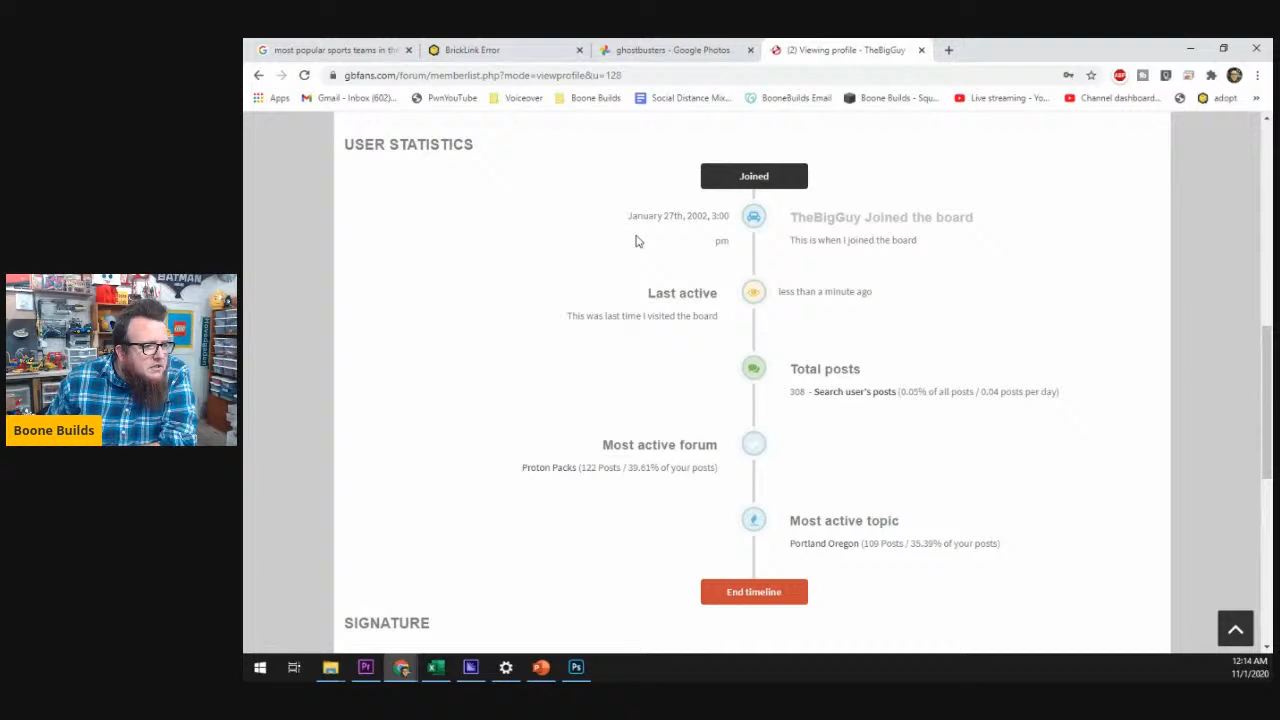 most popular sports teams in the
BrickLink Error
ghostbusters - Google Photos
(2) Viewing profile - TheBigGuy
gbfans.com/forum/memberlist.php?mode=viewprofile&u=128
Apps
Gmail - Inbox (602)...
PwnYouTube
Voiceover
Boone Builds
Social Distance Mix...
BooneBuilds Email
Boone Builds - Squ...
Live streaming - Yo...
Channel dashboard...
adopt
USER STATISTICS
Joined
January 27th, 2002, 3:00
pm
TheBigGuy Joined the board
This is when I joined the board
Last active
This was last time I visited the board
less than a minute ago
Total posts
308 - Search user's posts (0.05% of all posts / 0.04 posts per day)
Most active forum
Proton Packs (122 Posts / 39.61% of your posts)
Most active topic
Portland Oregon (109 Posts / 35.39% of your posts)
End timeline
SIGNATURE
BATMAN
LEGO
Boone Builds
12:14 AM
11/1/2020